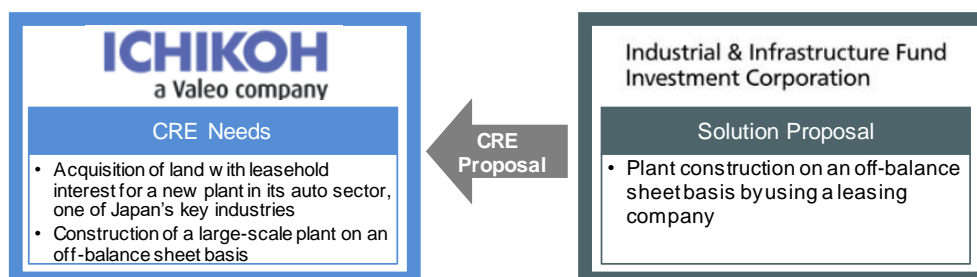 ICHIKOH
a Valeo company
CRE Needs
• Acquisition of land with leasehold
interest for a new plant in its auto sector,
one of Japan's key industries
• Construction of a large-scale plant on an
off-balance sheet basis
CRE
Proposal
Industrial & Infrastructure Fund
Investment Corporation
Solution Proposal
• Plant construction on an off-balance
sheet basis by using a leasing
company